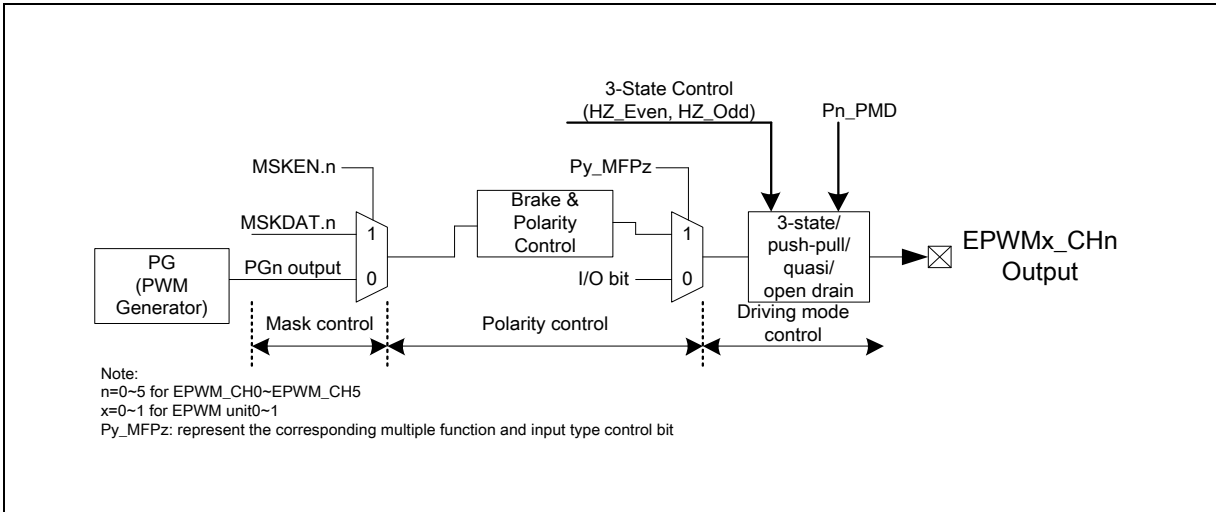 3-State Control
(HZ_Even, HZ_Odd)
Pn_PMD
MSKEN.n
Py_MFPz
MSKDAT.n
1
PGn output
0
PG
(PWM
Generator)
Brake &
Polarity
Control
1
I/O bit
0
3-state/
push-pull/
quasi/
open drain
EPWMx_CHn
Output
Mask control
Polarity control
Driving mode
control
Note:
n=0~5 for EPWM_CH0~EPWM_CH5
x=0~1 for EPWM unit0~1
Py_MFPz: represent the corresponding multiple function and input type control bit